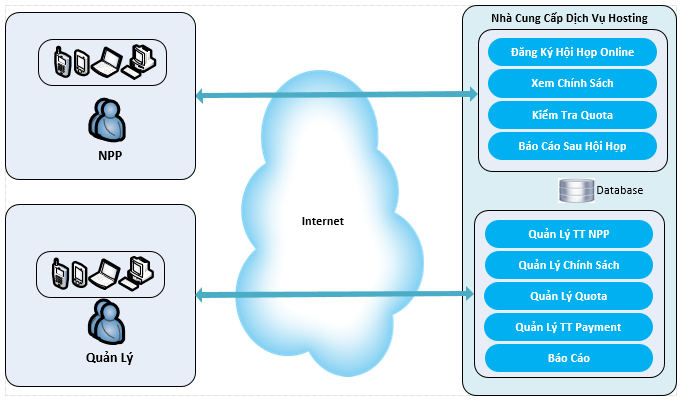 NPP
Quản Lý
Internet
Nhà Cung Cấp Dịch Vụ Hosting
Đăng Ký Hội Họp Online
Xem Chính Sách
Kiểm Tra Quota
Báo Cáo Sau Hội Họp
Database
Quản Lý TT NPP
Quản Lý Chính Sách
Quản Lý Quota
Quản Lý TT Payment
Báo Cáo